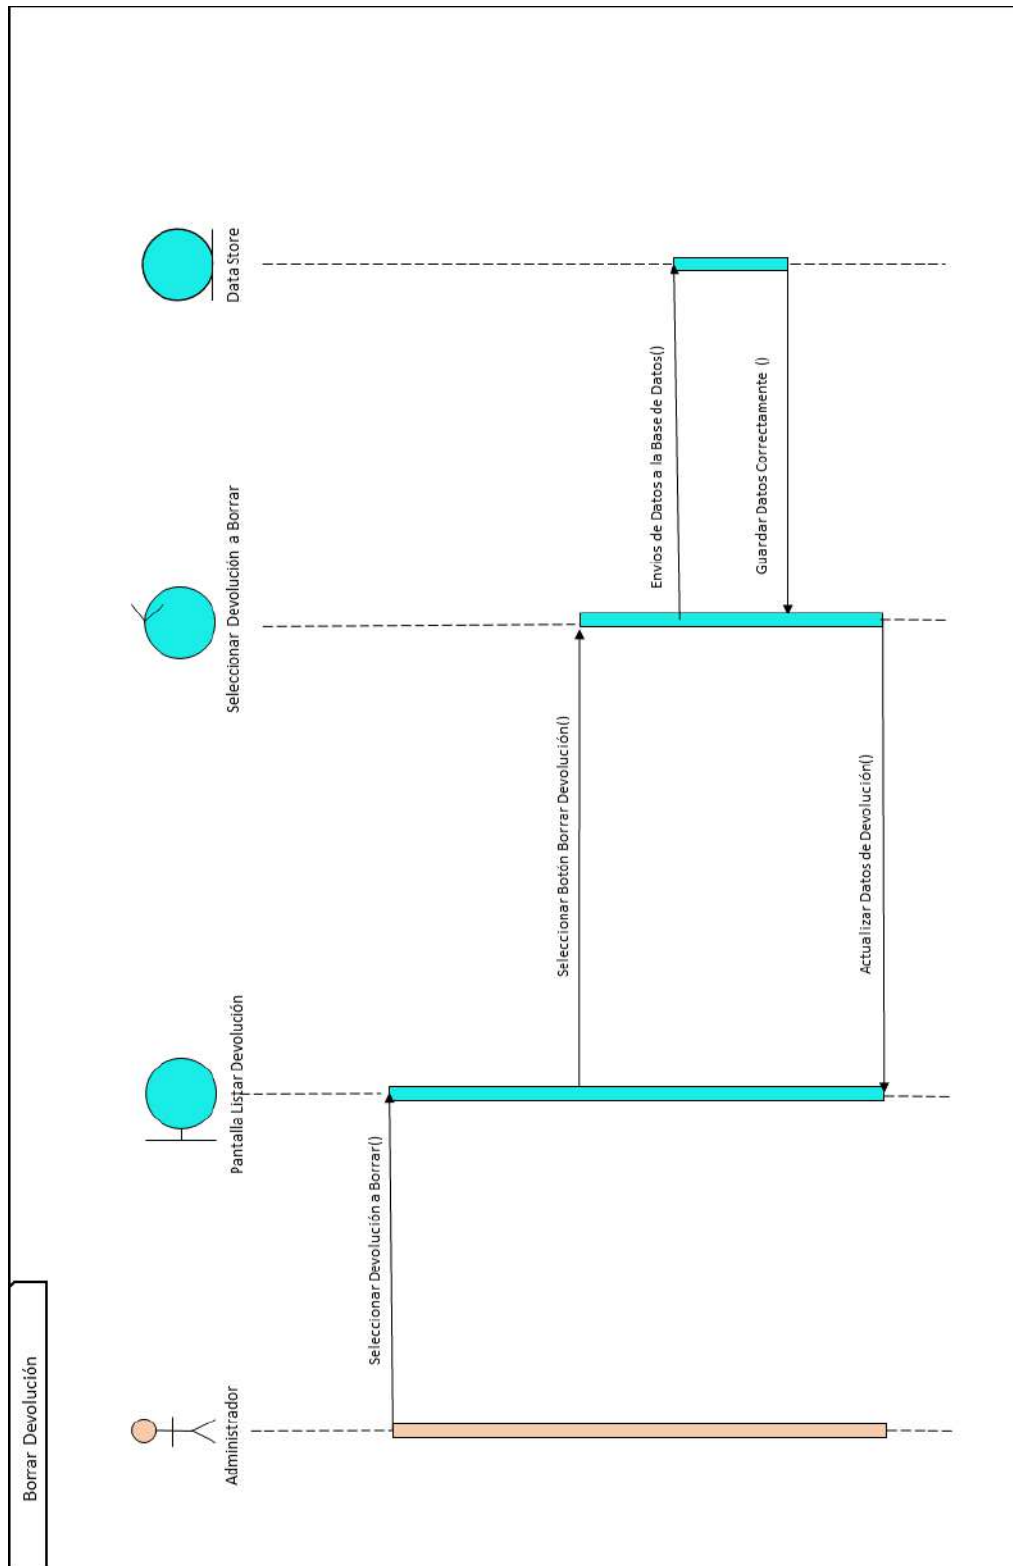 Borrar Devolución
Administrador
Pantalla Listar Devolución
Seleccionar Devolución a Borrar
Data Store
Seleccionar Devolución a Borrar()
Seleccionar Botón Borrar Devolución()
Envios de Datos a la Base de Datos()
Guardar Datos Correctamente ()
Actualizar Datos de Devolución()